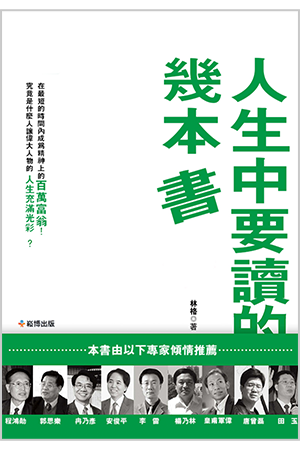 人生中要讀的
幾本書
林格◎著
在最短的時間內成為精神上的百萬富翁！
究竟是什麼人讓偉大人物的人生充滿光彩？
崧博出版
本書由以下專家傾情推薦
程鴻勛 郭思樂 冉乃彥 安俊平 李 楊乃林 皇甫軍偉 唐曾磊 田玉